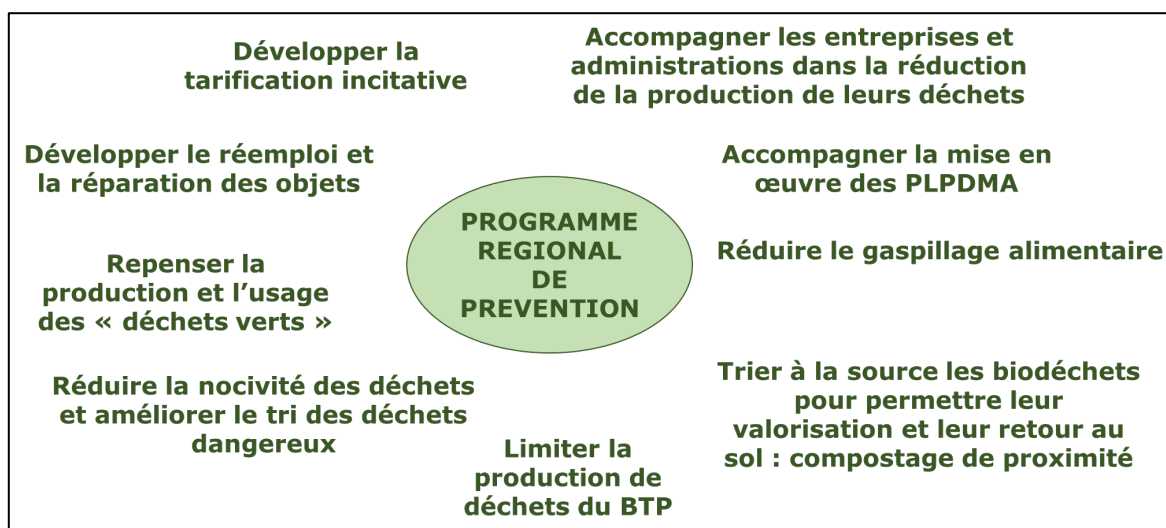 Développer la
tarification incitative
Accompagner les entreprises et
administrations dans la réduction
de la production de leurs déchets
Développer le réemploi et
la réparation des objets
Accompagner la mise en
œuvre des PLPDMA
PROGRAMME
REGIONAL
DE
PREVENTION
Repenser la
production et l’usage
des « déchets verts »
Réduire le gaspillage alimentaire
Réduire la nocivité des déchets
et améliorer le tri des déchets
dangereux
Limiter la
production de
déchets du BTP
Trier à la source les biodéchets
pour permettre leur
valorisation et leur retour au
sol : compostage de proximité